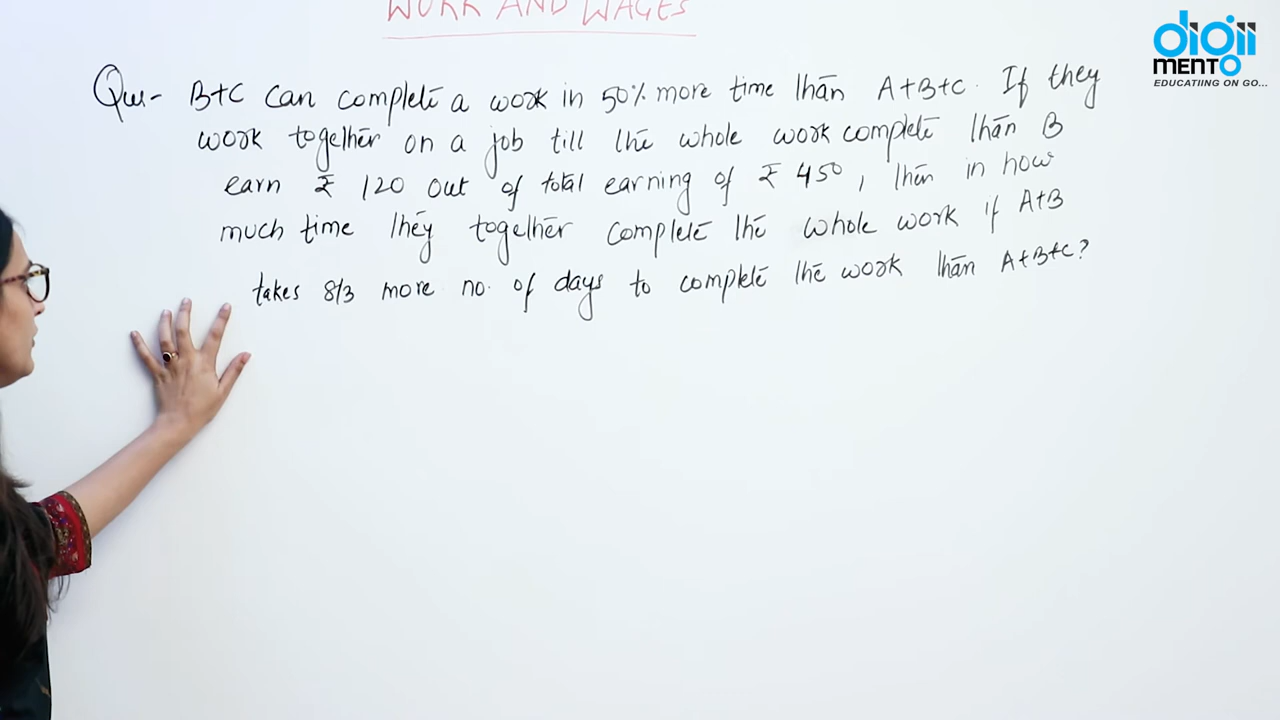 WORK AND WAGES
digii
MENTO
EDUCATIION ON GO...
Que- B+C can complete a work in 50% more time than A+B+C. If they
work together on a job till the whole work complete than B
earn ₹ 120 out of total earning of ₹ 450, then in how
much time they together complete the whole work if A+B
takes 8/3 more no. of days to complete the work than A+B+C?